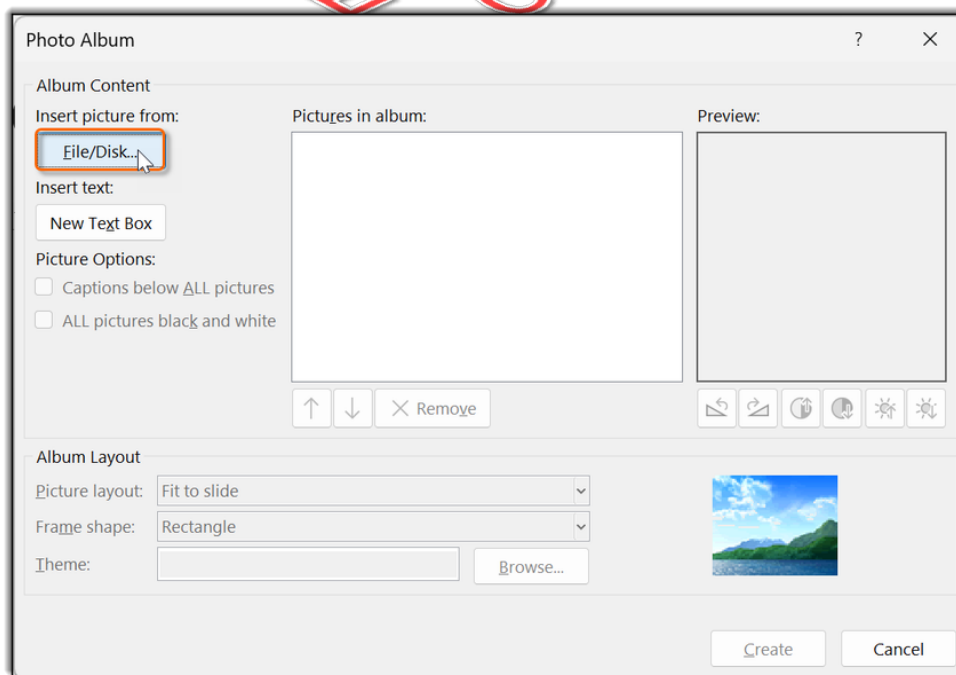 Photo Album
?
Album Content
Insert picture from:
File/Disk...
Insert text:
New Text Box
Picture Options:
Captions below ALL pictures
ALL pictures black and white
Pictures in album:
Remove
Preview:
Album Layout
Picture layout: Fit to slide
Frame shape: Rectangle
Theme:
Browse...
Create
Cancel